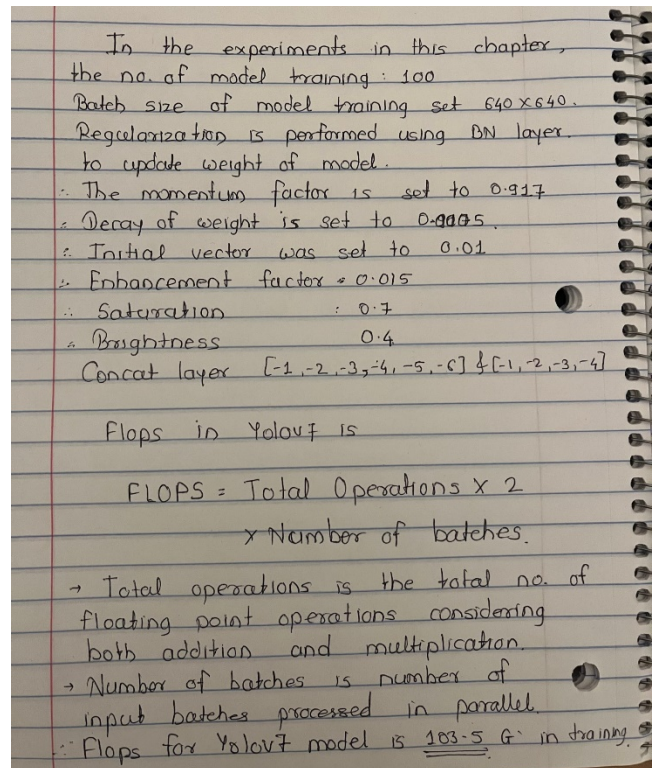 In the experiments in this chapter,
the no. of model training : 100
Batch size of model training set 640 x 640.
Regularization is performed using BN layer.
to update weight of model.
∴ The momentum factor is set to 0.917
∴ Decay of weight is set to 0.0005.
∴ Initial vector was set to 0.01
∴ Enhancement factor = 0.015
∴ Saturation : 0.7
∴ Brightness 0.4
Concat layer [-1,-2,-3,-4,-5,-6] & [-1,-2,-3,-4]
Flops in Yolov7 is
FLOPS = Total Operations X 2
x Number of batches.
→ Total operations is the total no. of
floating point operations considering
both addition and multiplication.
→ Number of batches is number of
input batches processed in parallel.
∴ Flops for Yolov7 model is 103.5 G. in training.